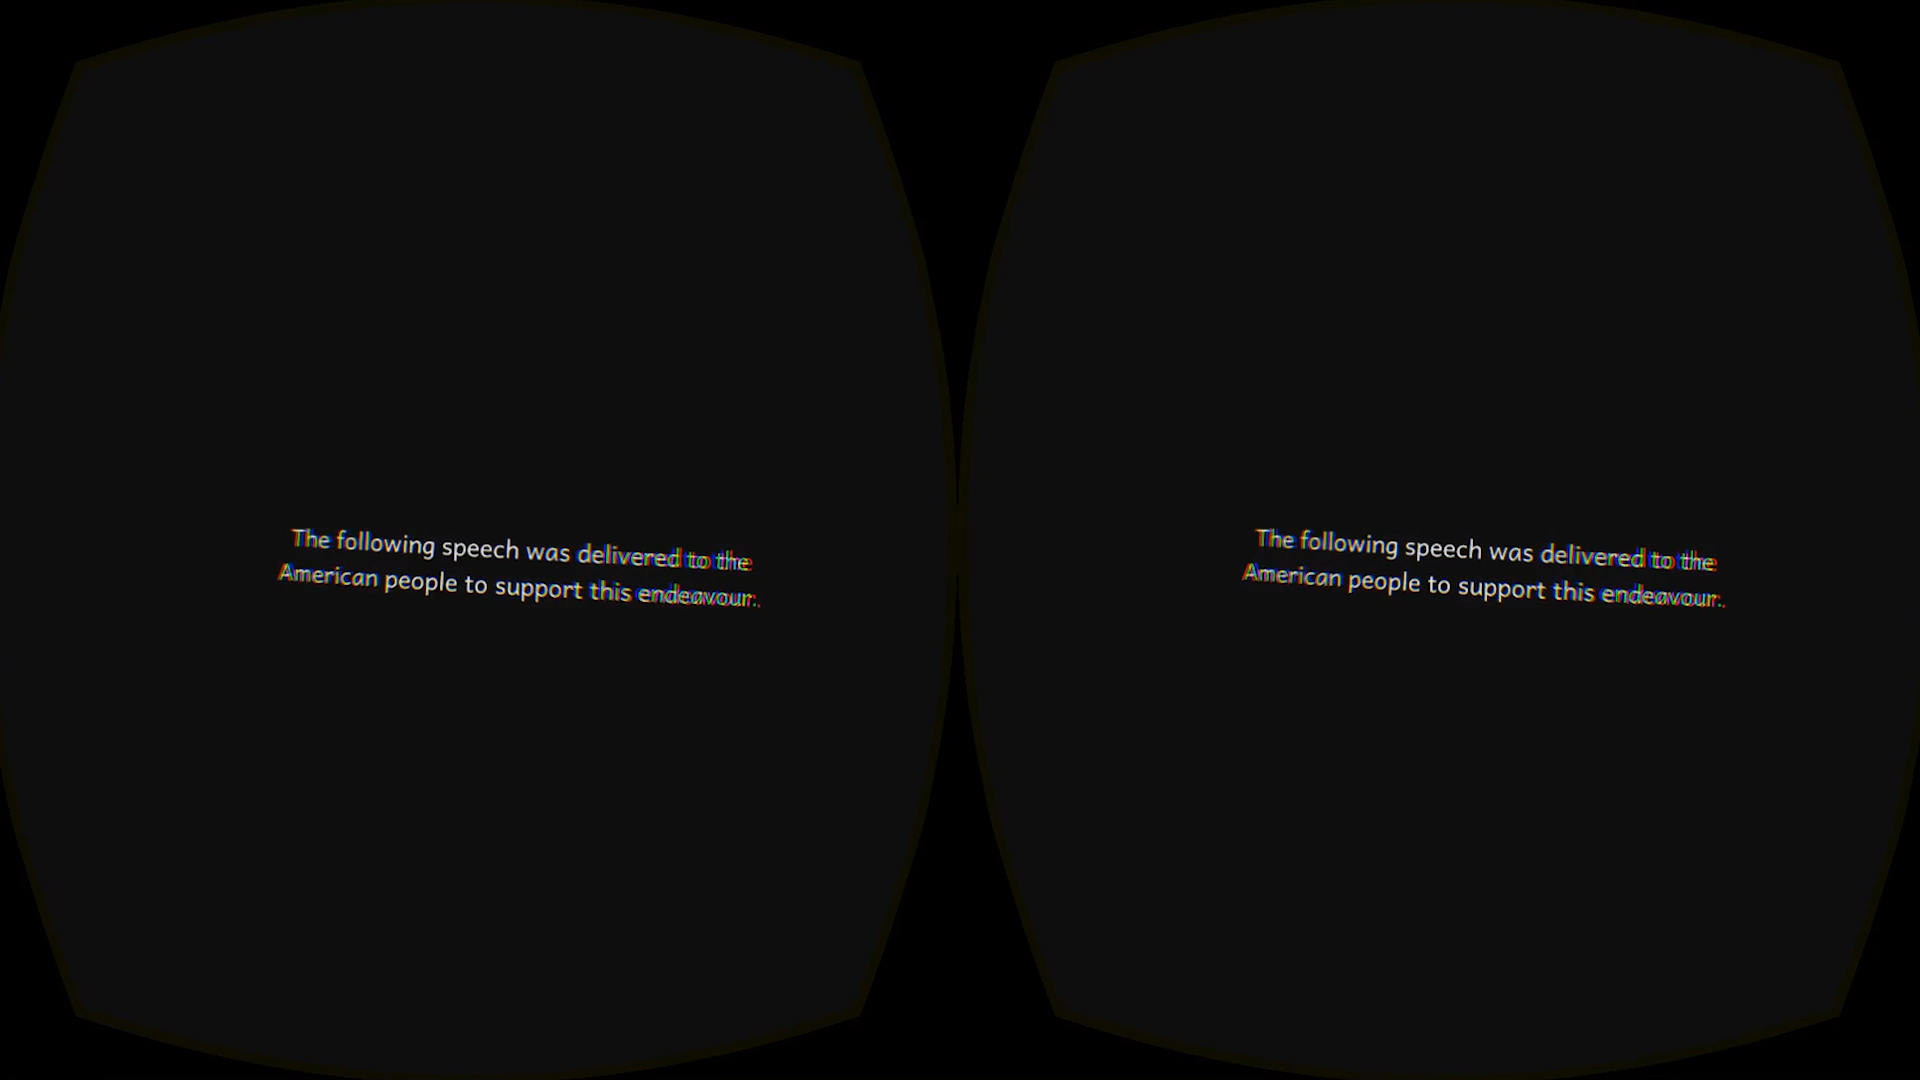 The following speech was delivered to the
American people to support this endeavour.
The following speech was delivered to the
American people to support this endeavour.